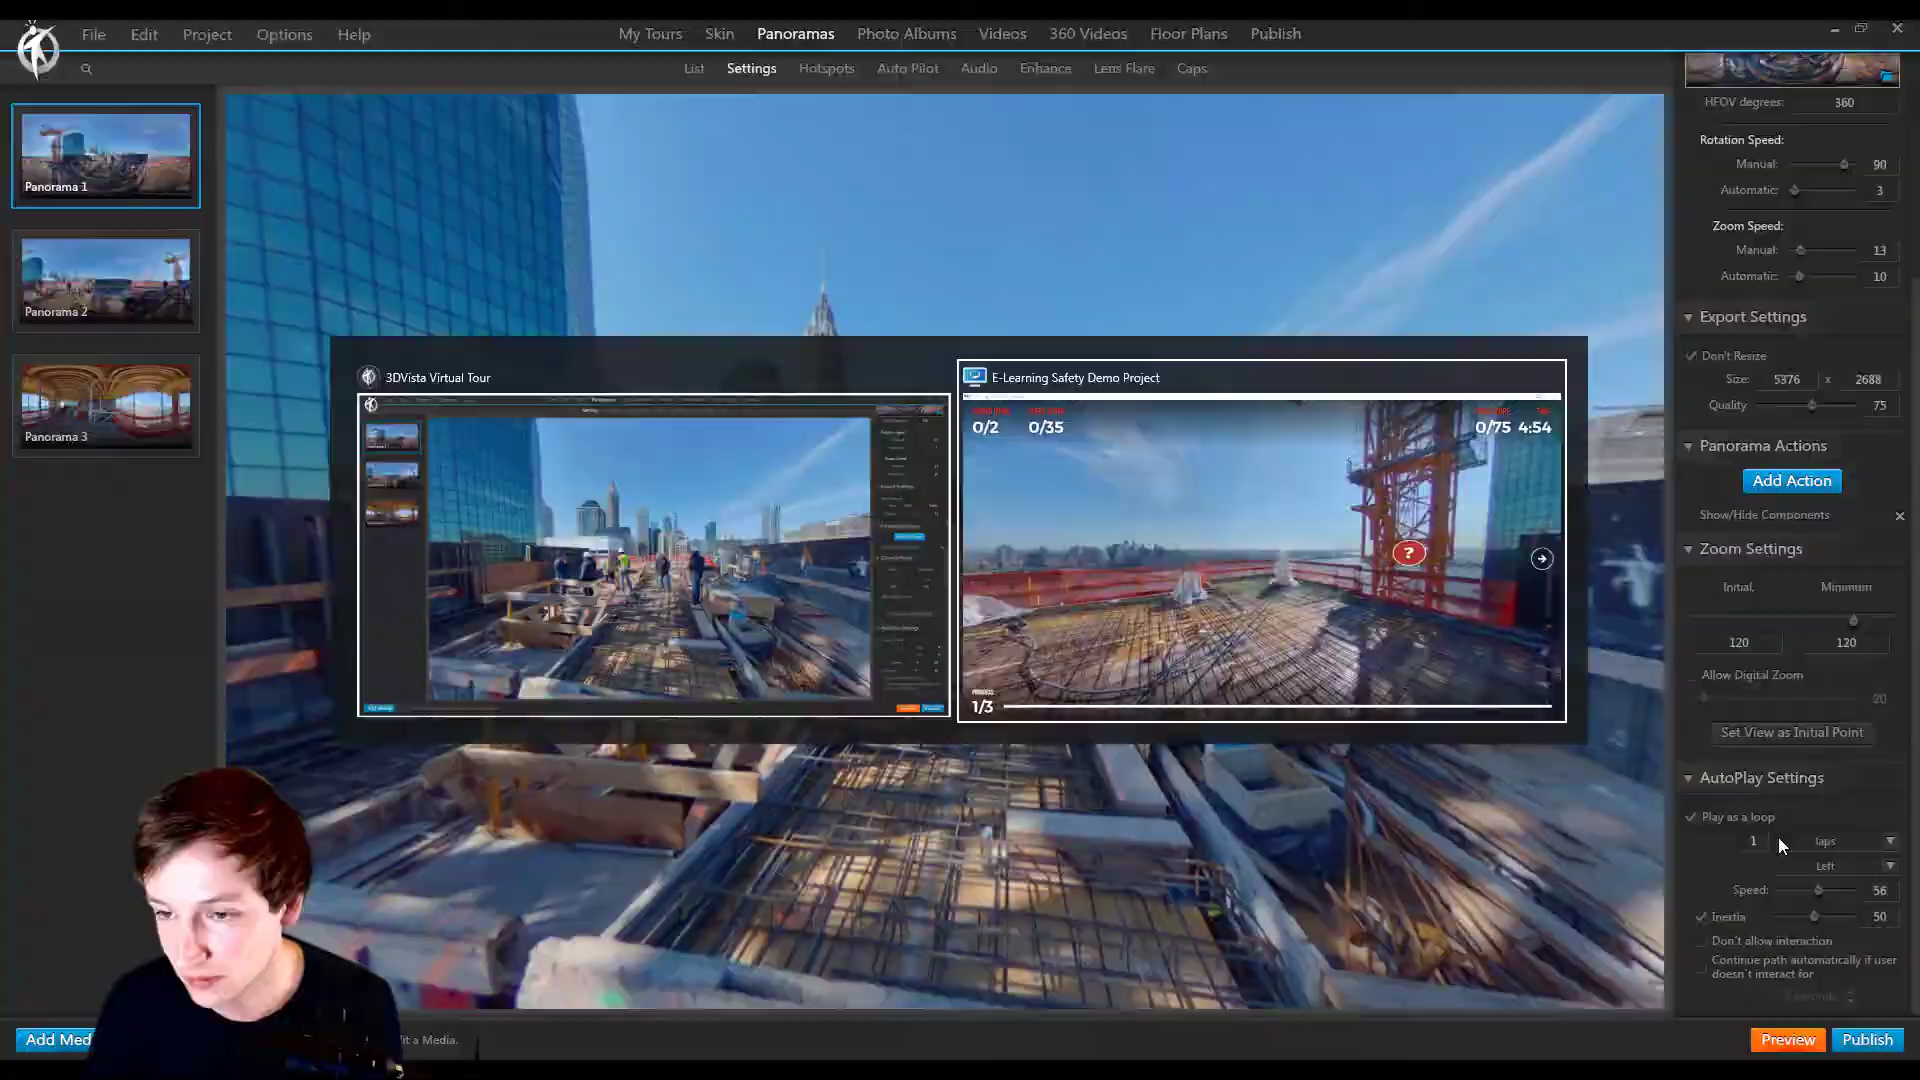 File Edit Project Options Help
My Tours Skin Panoramas Photo Albums Videos 360 Videos Floor Plans Publish
List Settings Hotspots Auto Pilot Audio Enhance Lens Flare Caps
Panorama 1
Panorama 2
Panorama 3
3DVista Virtual Tour
E-Learning Safety Demo Project
0/2 0/35
0/75 4:54
?
PROGRESS
1/3
HFOV degrees: 360
Rotation Speed:
Manual: 90
Automatic: 3
Zoom Speed:
Manual: 13
Automatic: 10
Export Settings
Don't Resize
Size: 5376 x 2688
Quality 75
Panorama Actions
Add Action
Show/Hide Components
Zoom Settings
Initial, Minimum
120 120
Allow Digital Zoom
20
Set View as Initial Point
AutoPlay Settings
Play as a loop
1 laps
Left
Speed: 56
Inertia 50
Don't allow interaction
Continue path automatically if user
doesn't interact for
Add Med
it a Media.
Preview Publish